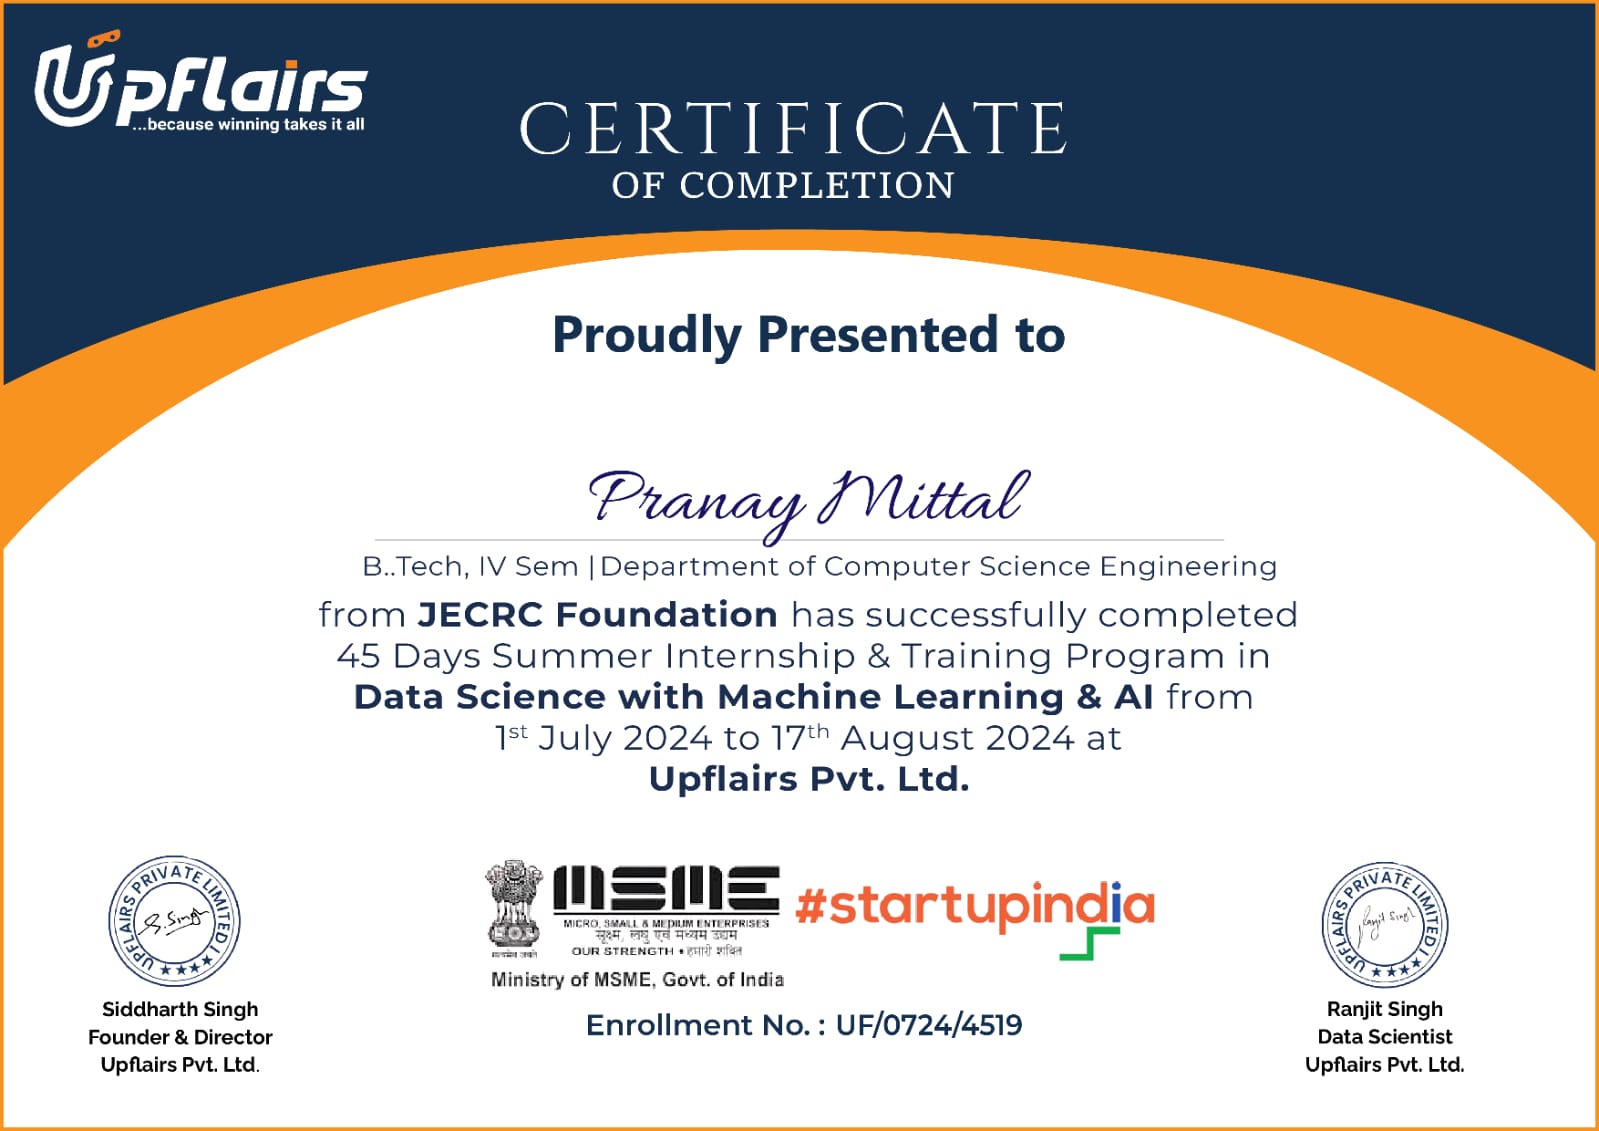 Upflairs
...because winning takes it all
CERTIFICATE
OF COMPLETION
Proudly Presented to
Pranay Mittal
B..Tech, IV Sem | Department of Computer Science Engineering
from JECRC Foundation has successfully completed
45 Days Summer Internship & Training Program in
Data Science with Machine Learning & AI from
1st July 2024 to 17th August 2024 at
Upflairs Pvt. Ltd.
UPFLAIRS PRIVATE LIMITED
S. Singh
Siddharth Singh
Founder & Director
Upflairs Pvt. Ltd.
सत्यमेव जयते
MSME
MICRO, SMALL & MEDIUM ENTERPRISES
सूक्ष्म, लघु एवं मध्यम उद्यम
OUR STRENGTH • हमारी शक्ति
Ministry of MSME, Govt. of India
#startupindia
Enrollment No. : UF/0724/4519
UPFLAIRS PRIVATE LIMITED
Ranjit Singh
Ranjit Singh
Data Scientist
Upflairs Pvt. Ltd.